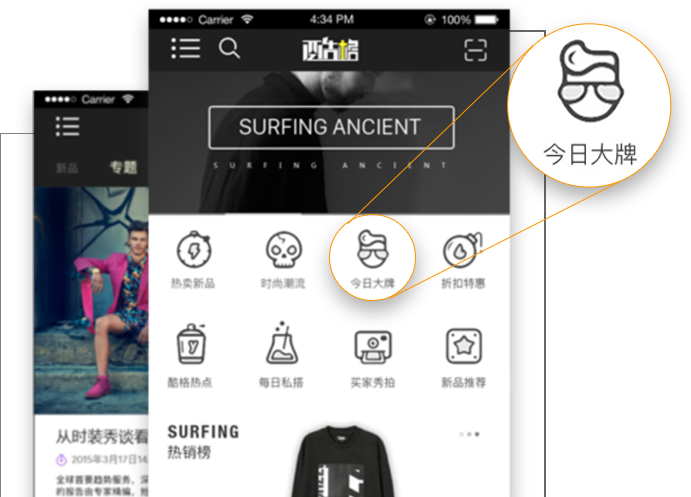 Carrier
4:34 PM
100%
酷格
SURFING ANCIENT
SURFING ANCIENT
热卖新品
时尚潮流
今日大牌
折扣特惠
酷格热点
每日私搭
买家秀拍
新品推荐
SURFING
热销榜
今日大牌
Carrier
新品
专题
从时装秀谈看
2015年3月17日14:
全球首要趋势服务,深
的报告由专家精编,抢